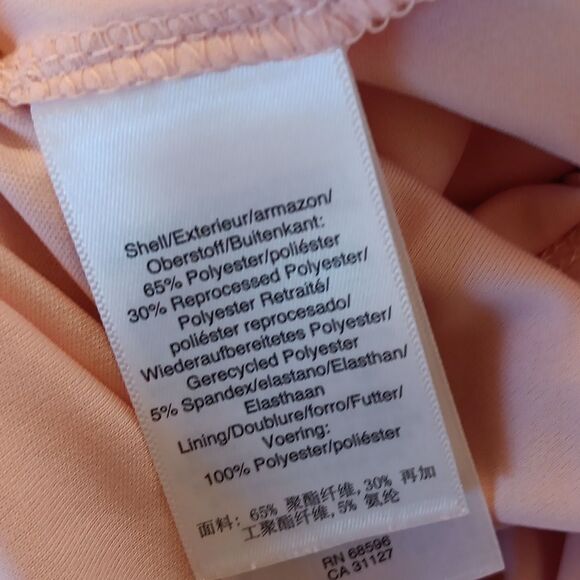 Shell/Exterieur/armazon/
Oberstoff/Buitenkant:
65% Polyester/poliéster
30% Reprocessed Polyester/
Polyester Retraité/
poliéster reprocesado/
Wiederaufbereitetes Polyester/
Gerecycled Polyester
5% Spandex/elastano/Elasthan/
Elasthaan
Lining/Doublure/forro/Futter/
Voering:
100% Polyester/poliéster
面料: 65% 聚酯纤维, 30% 再加
工聚酯纤维, 5% 氨纶
RN 68596
CA 31127